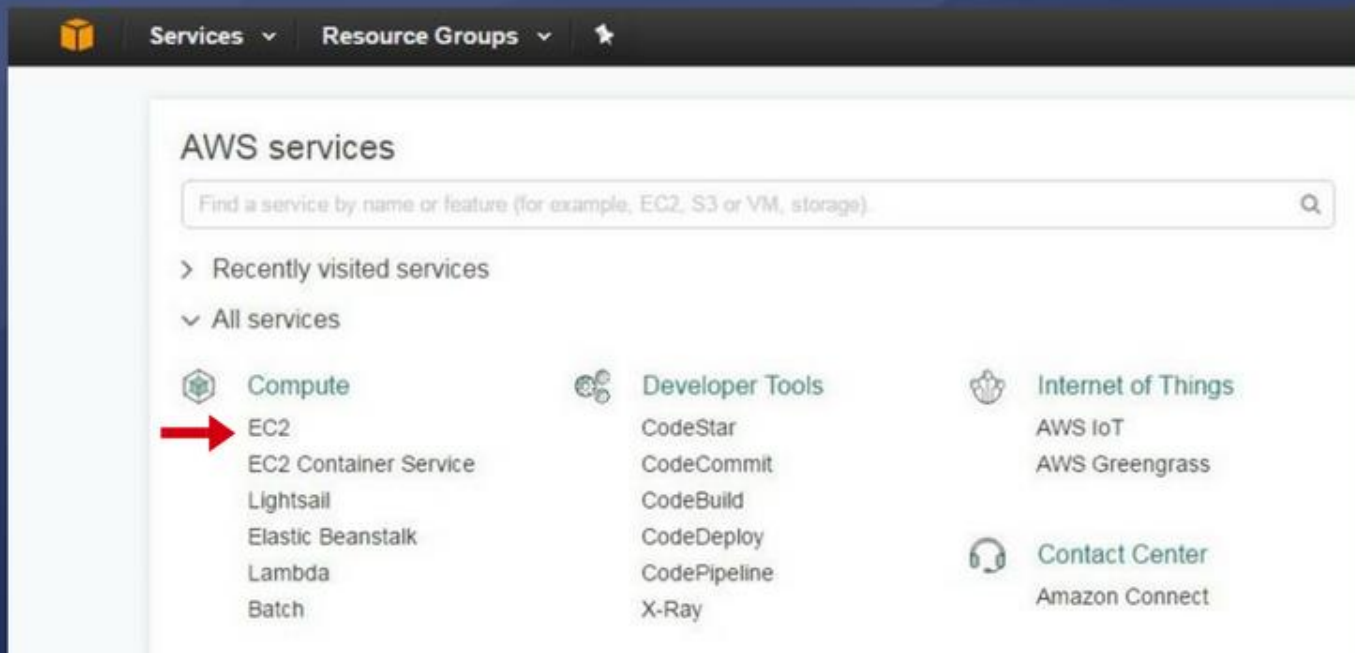 Services Resource Groups
AWS services
Find a service by name or feature (for example, EC2, S3 or VM, storage).
Recently visited services
All services
Compute
EC2
EC2 Container Service
Lightsail
Elastic Beanstalk
Lambda
Batch
Developer Tools
CodeStar
CodeCommit
CodeBuild
CodeDeploy
CodePipeline
X-Ray
Internet of Things
AWS IoT
AWS Greengrass
Contact Center
Amazon Connect